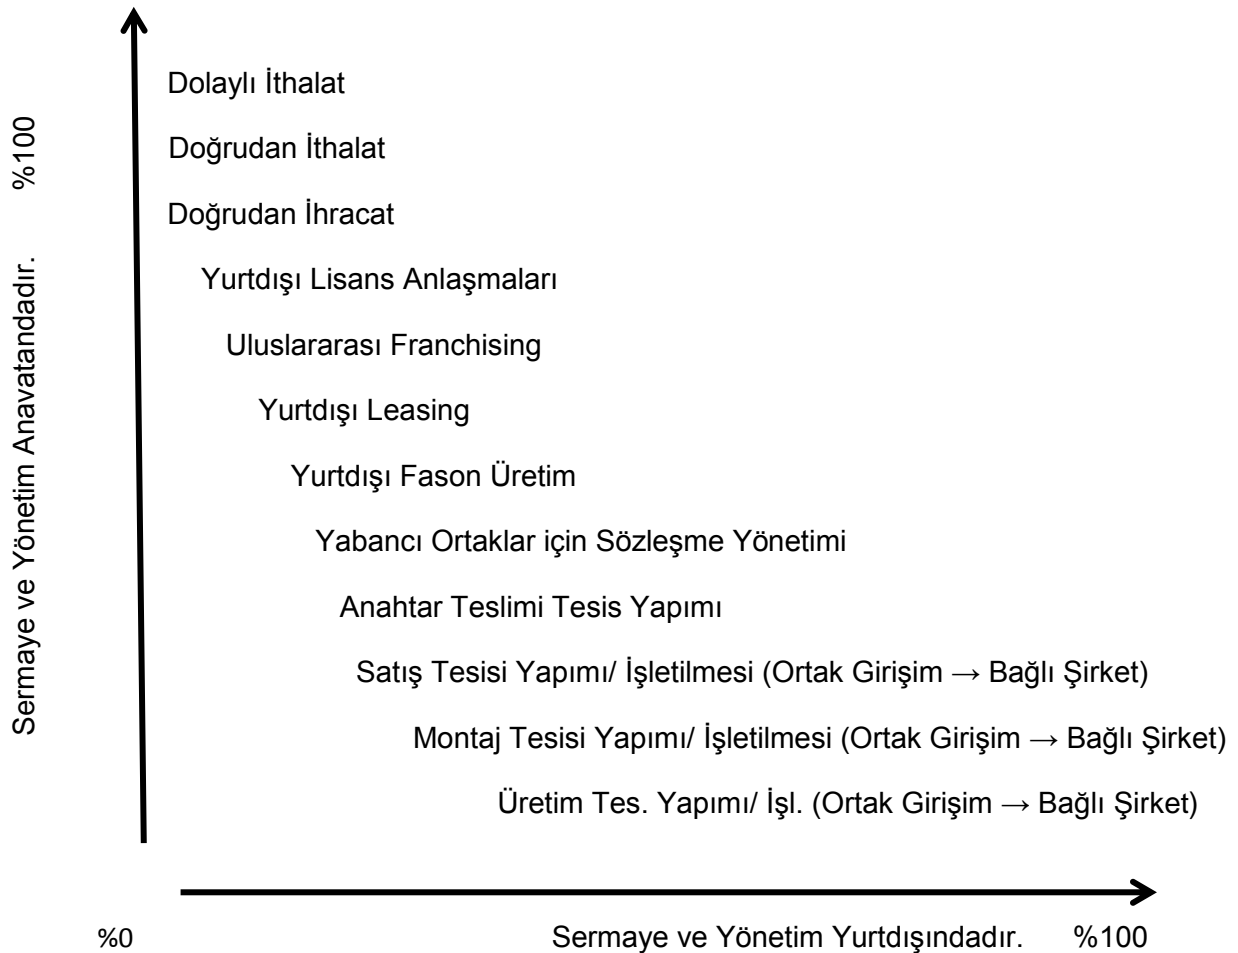 Dolaylı İthalat
Doğrudan İthalat
Doğrudan İhracat
Yurtdışı Lisans Anlaşmaları
Uluslararası Franchising
Yurtdışı Leasing
Yurtdışı Fason Üretim
Yabancı Ortaklar için Sözleşme Yönetimi
Anahtar Teslimi Tesis Yapımı
Satış Tesisi Yapımı/ İşletilmesi (Ortak Girişim → Bağlı Şirket)
Montaj Tesisi Yapımı/ İşletilmesi (Ortak Girişim → Bağlı Şirket)
Üretim Tes. Yapımı/ İşl. (Ortak Girişim → Bağlı Şirket)
Sermaye ve Yönetim Anavatandadır. %100
%0 Sermaye ve Yönetim Yurtdışındadır. %100